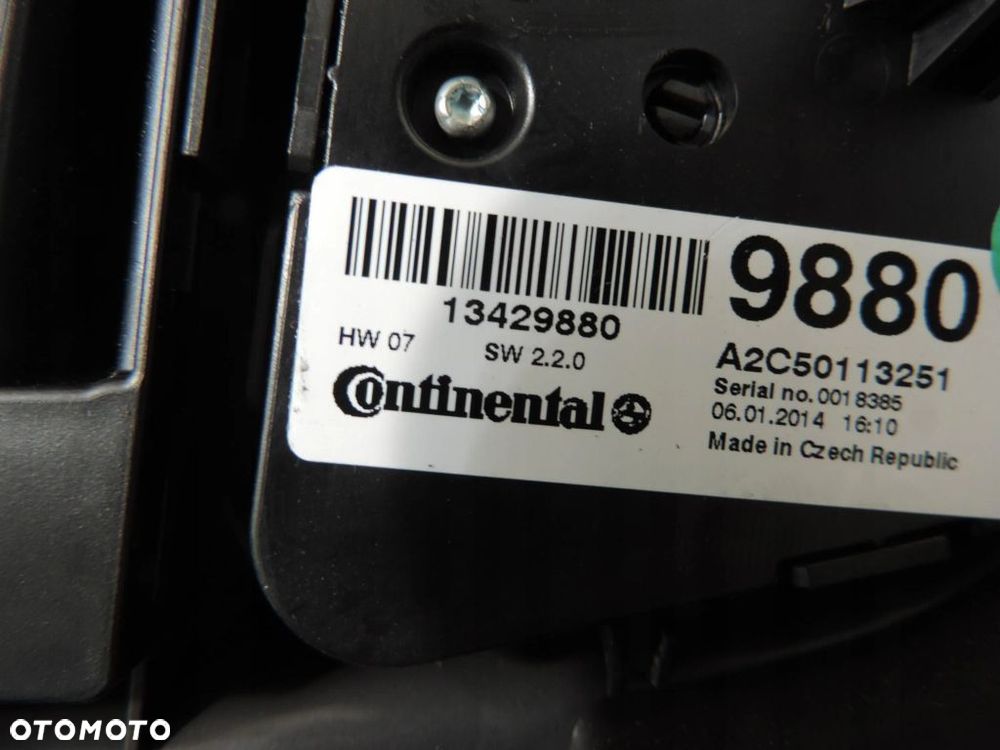 9880
13429880
HW 07 SW 2.2.0
A2C50113251
Serial no. 0018385
Continental
06.01.2014 16:10
Made in Czech Republic
OTOMOTO